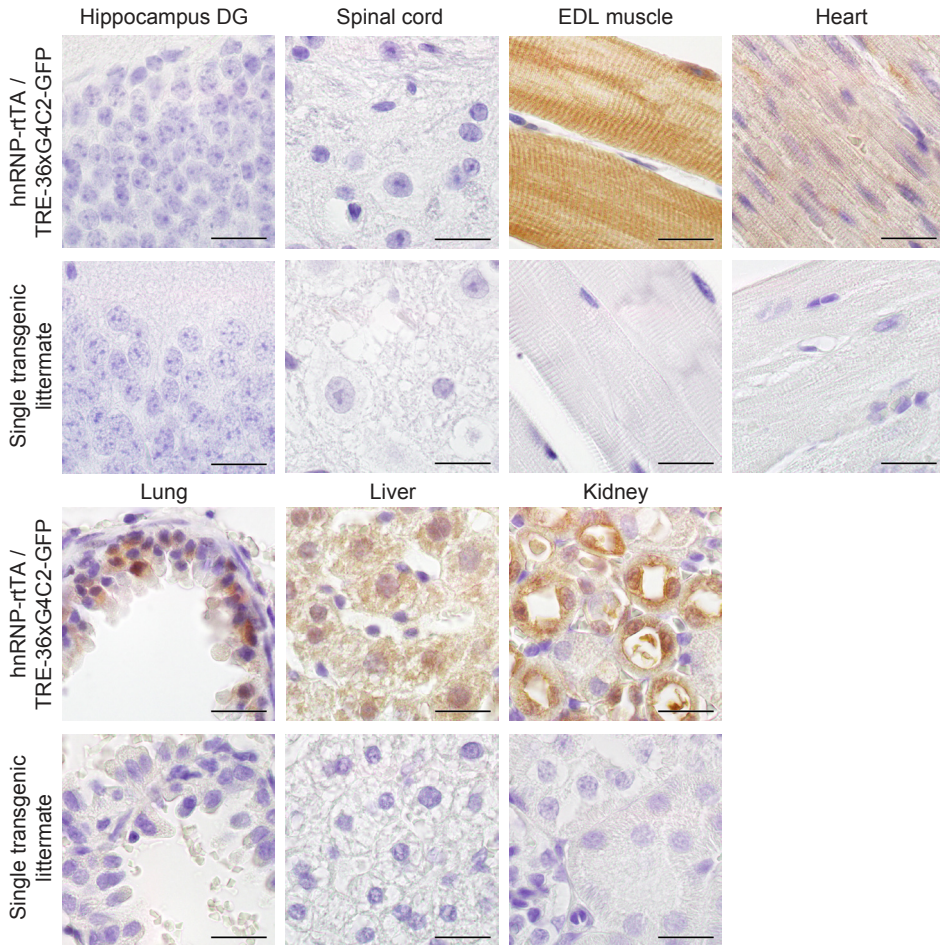 Hippocampus DG
Spinal cord
EDL muscle
Heart
hnRNP-rtTA /
TRE-36xG4C2-GFP
Single transgenic
littermate
Lung
Liver
Kidney
hnRNP-rtTA /
TRE-36xG4C2-GFP
Single transgenic
littermate